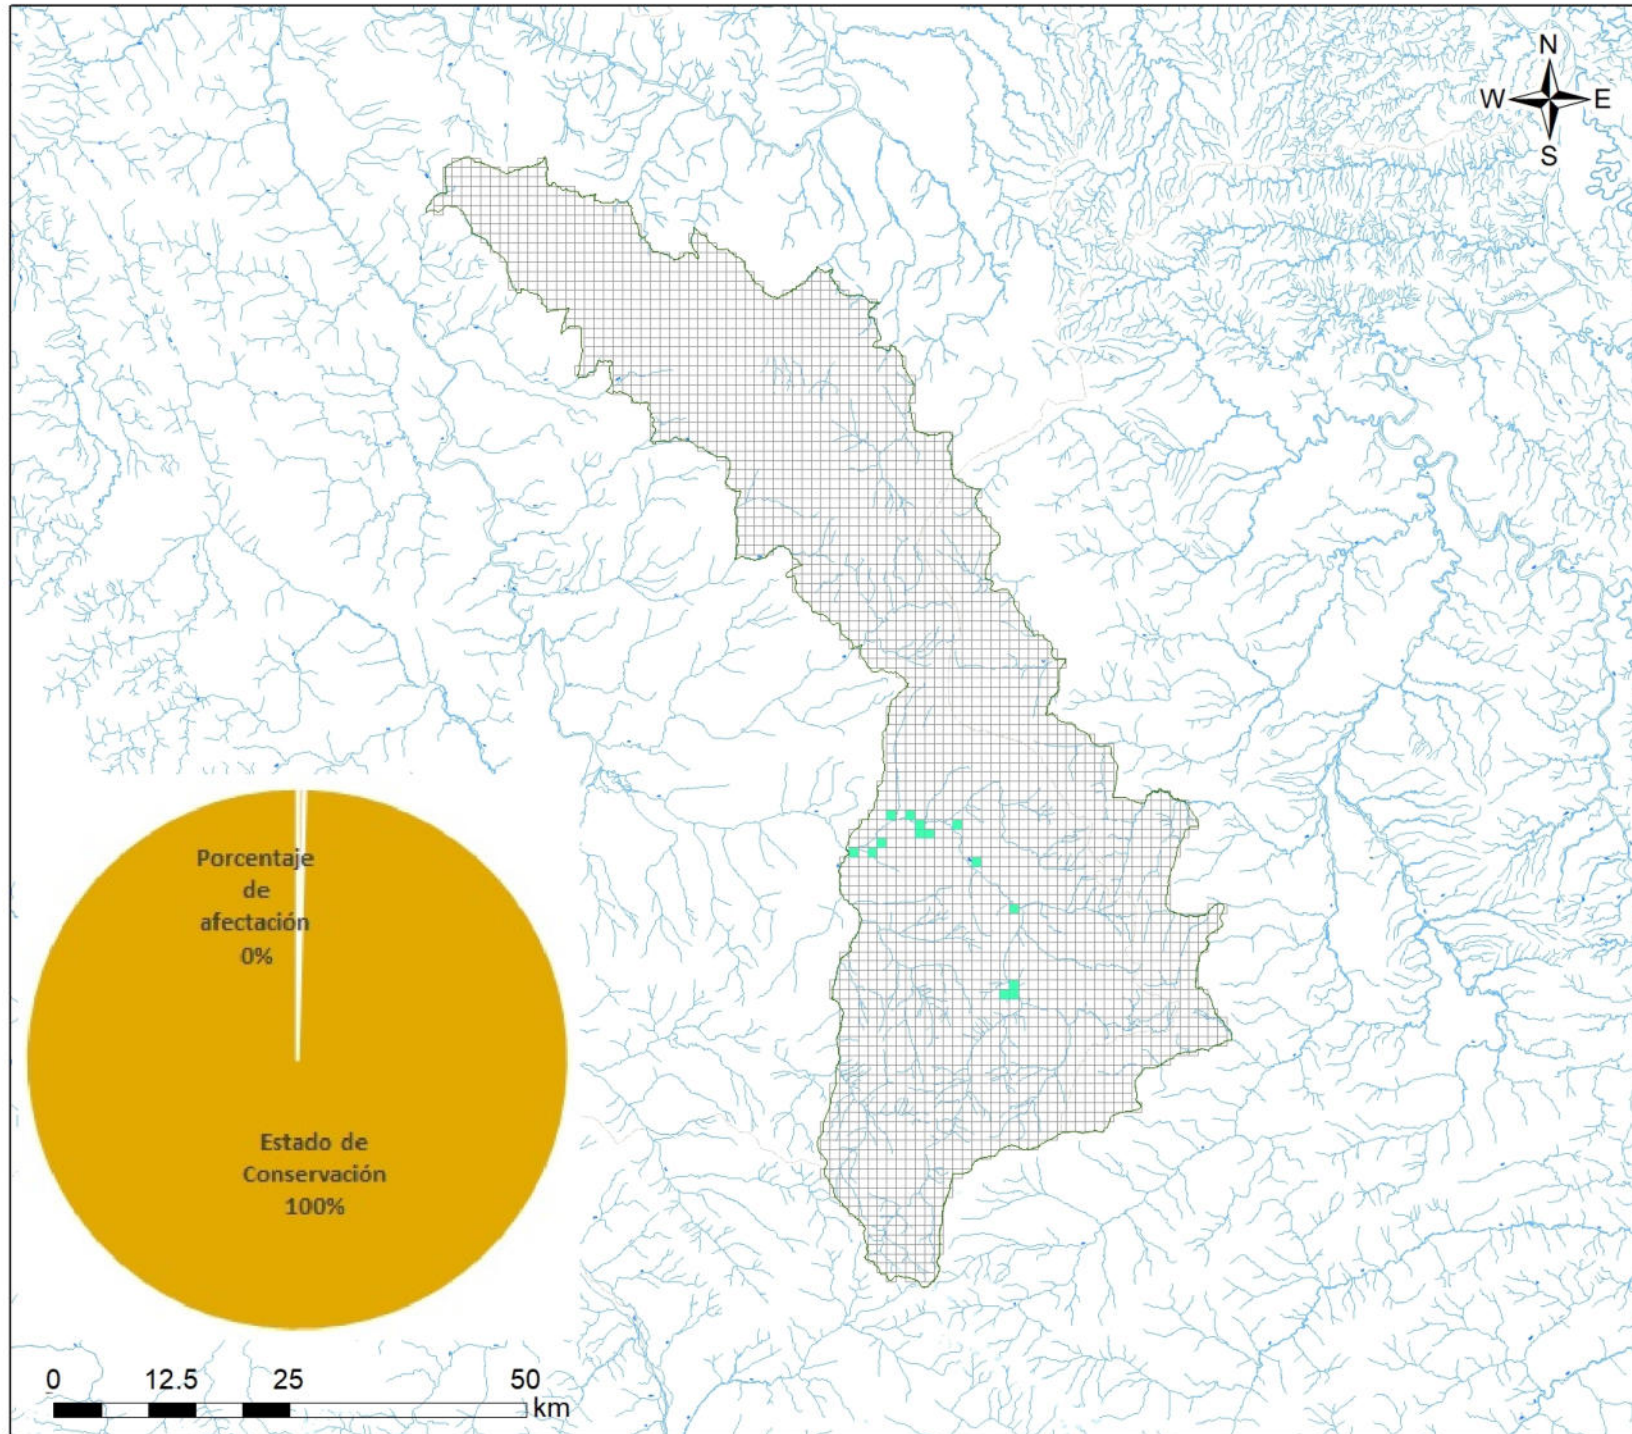 N
W E
S
Porcentaje
de
afectación
0%
Estado de
Conservación
100%
0 12.5 25 50
km